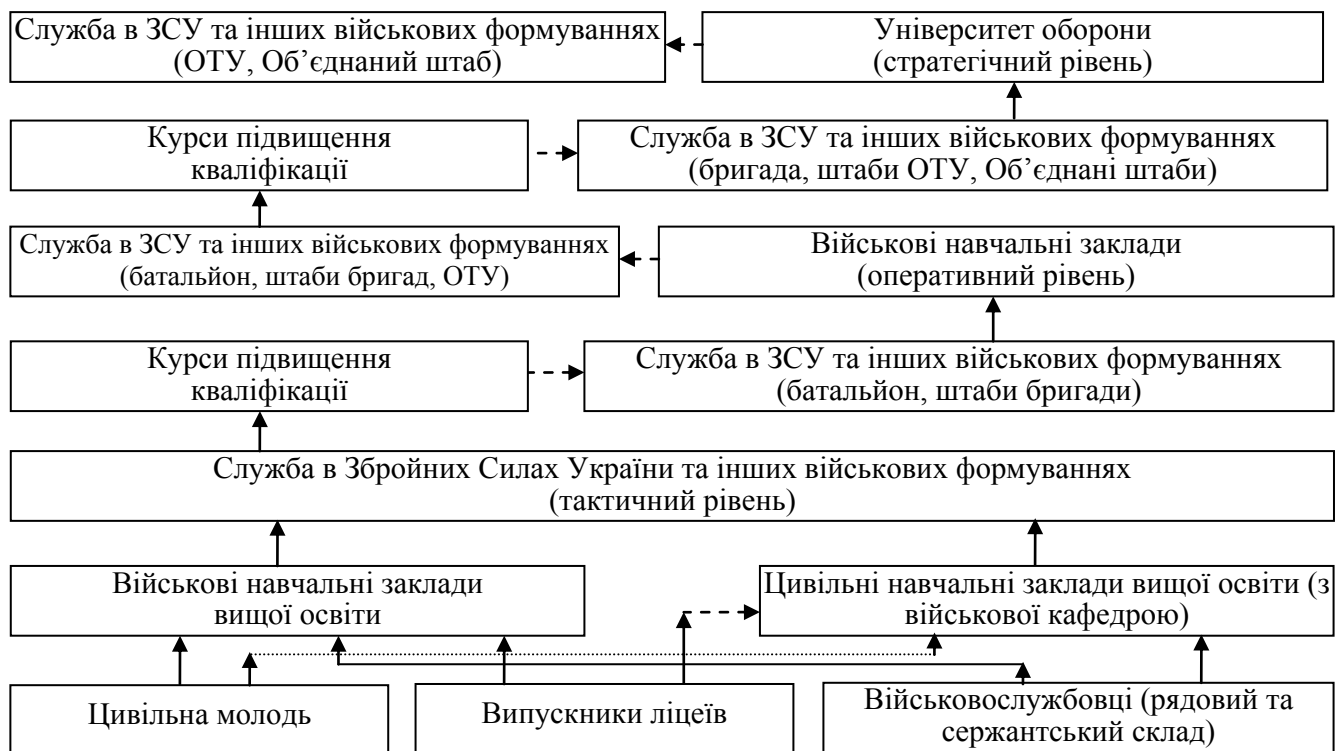 Служба в ЗСУ та інших військових формуваннях
(ОТУ, Об’єднаний штаб)
Університет оборони
(стратегічний рівень)
Курси підвищення
кваліфікації
Служба в ЗСУ та інших військових формуваннях
(бригада, штаби ОТУ, Об’єднані штаби)
Служба в ЗСУ та інших військових формуваннях
(батальйон, штаби бригад, ОТУ)
Військові навчальні заклади
(оперативний рівень)
Курси підвищення
кваліфікації
Служба в ЗСУ та інших військових формуваннях
(батальйон, штаби бригади)
Служба в Збройних Силах України та інших військових формуваннях
(тактичний рівень)
Військові навчальні заклади
вищої освіти
Цивільні навчальні заклади вищої освіти (з
військової кафедрою)
Цивільна молодь
Випускники ліцеїв
Військовослужбовці (рядовий та
сержантський склад)